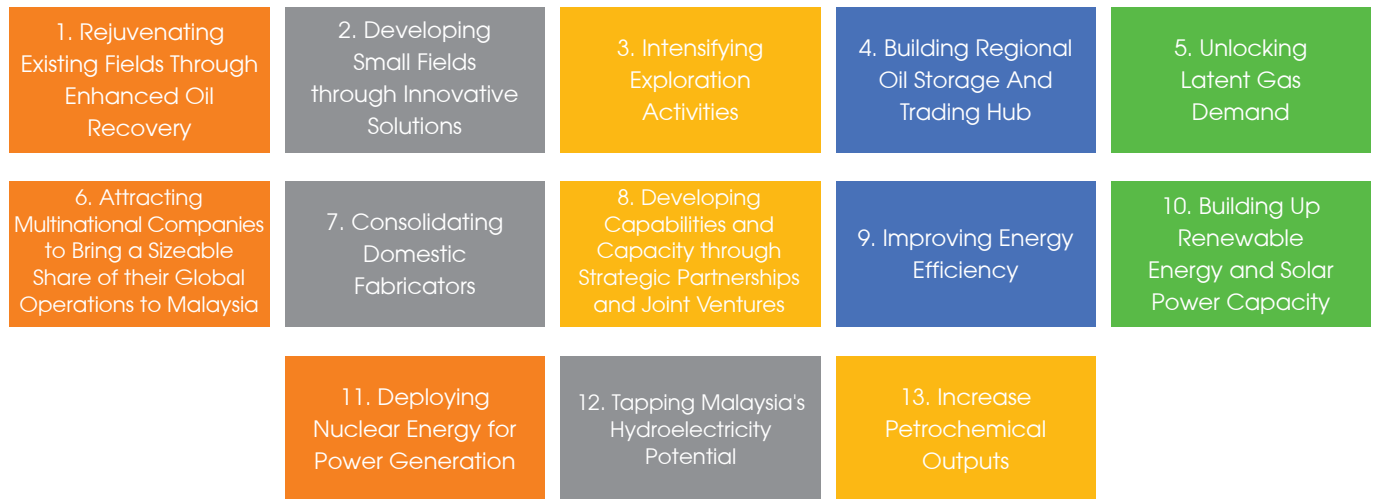 1. Rejuvenating
Existing Fields Through
Enhanced Oil
Recovery
2. Developing
Small Fields
through Innovative
Solutions
3. Intensifying
Exploration
Activities
4. Building Regional
Oil Storage And
Trading Hub
5. Unlocking
Latent Gas
Demand
6. Attracting
Multinational Companies
to Bring a Sizeable
Share of their Global
Operations to Malaysia
7. Consolidating
Domestic
Fabricators
8. Developing
Capabilities and
Capacity through
Strategic Partnerships
and Joint Ventures
9. Improving Energy
Efficiency
10. Building Up
Renewable
Energy and Solar
Power Capacity
11. Deploying
Nuclear Energy for
Power Generation
12. Tapping Malaysia's
Hydroelectricity
Potential
13. Increase
Petrochemical
Outputs